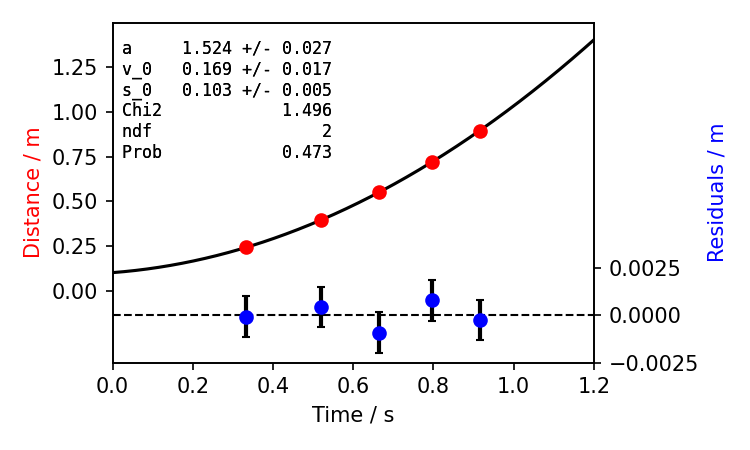 a 1.524 +/- 0.027
v_0 0.169 +/- 0.017
s_0 0.103 +/- 0.005
Chi2 1.496
ndf 2
Prob 0.473
Distance / m
1.25
1.00
0.75
0.50
0.25
0.00
Residuals / m
0.0025
0.0000
−0.0025
0.0 0.2 0.4 0.6 0.8 1.0 1.2
Time / s